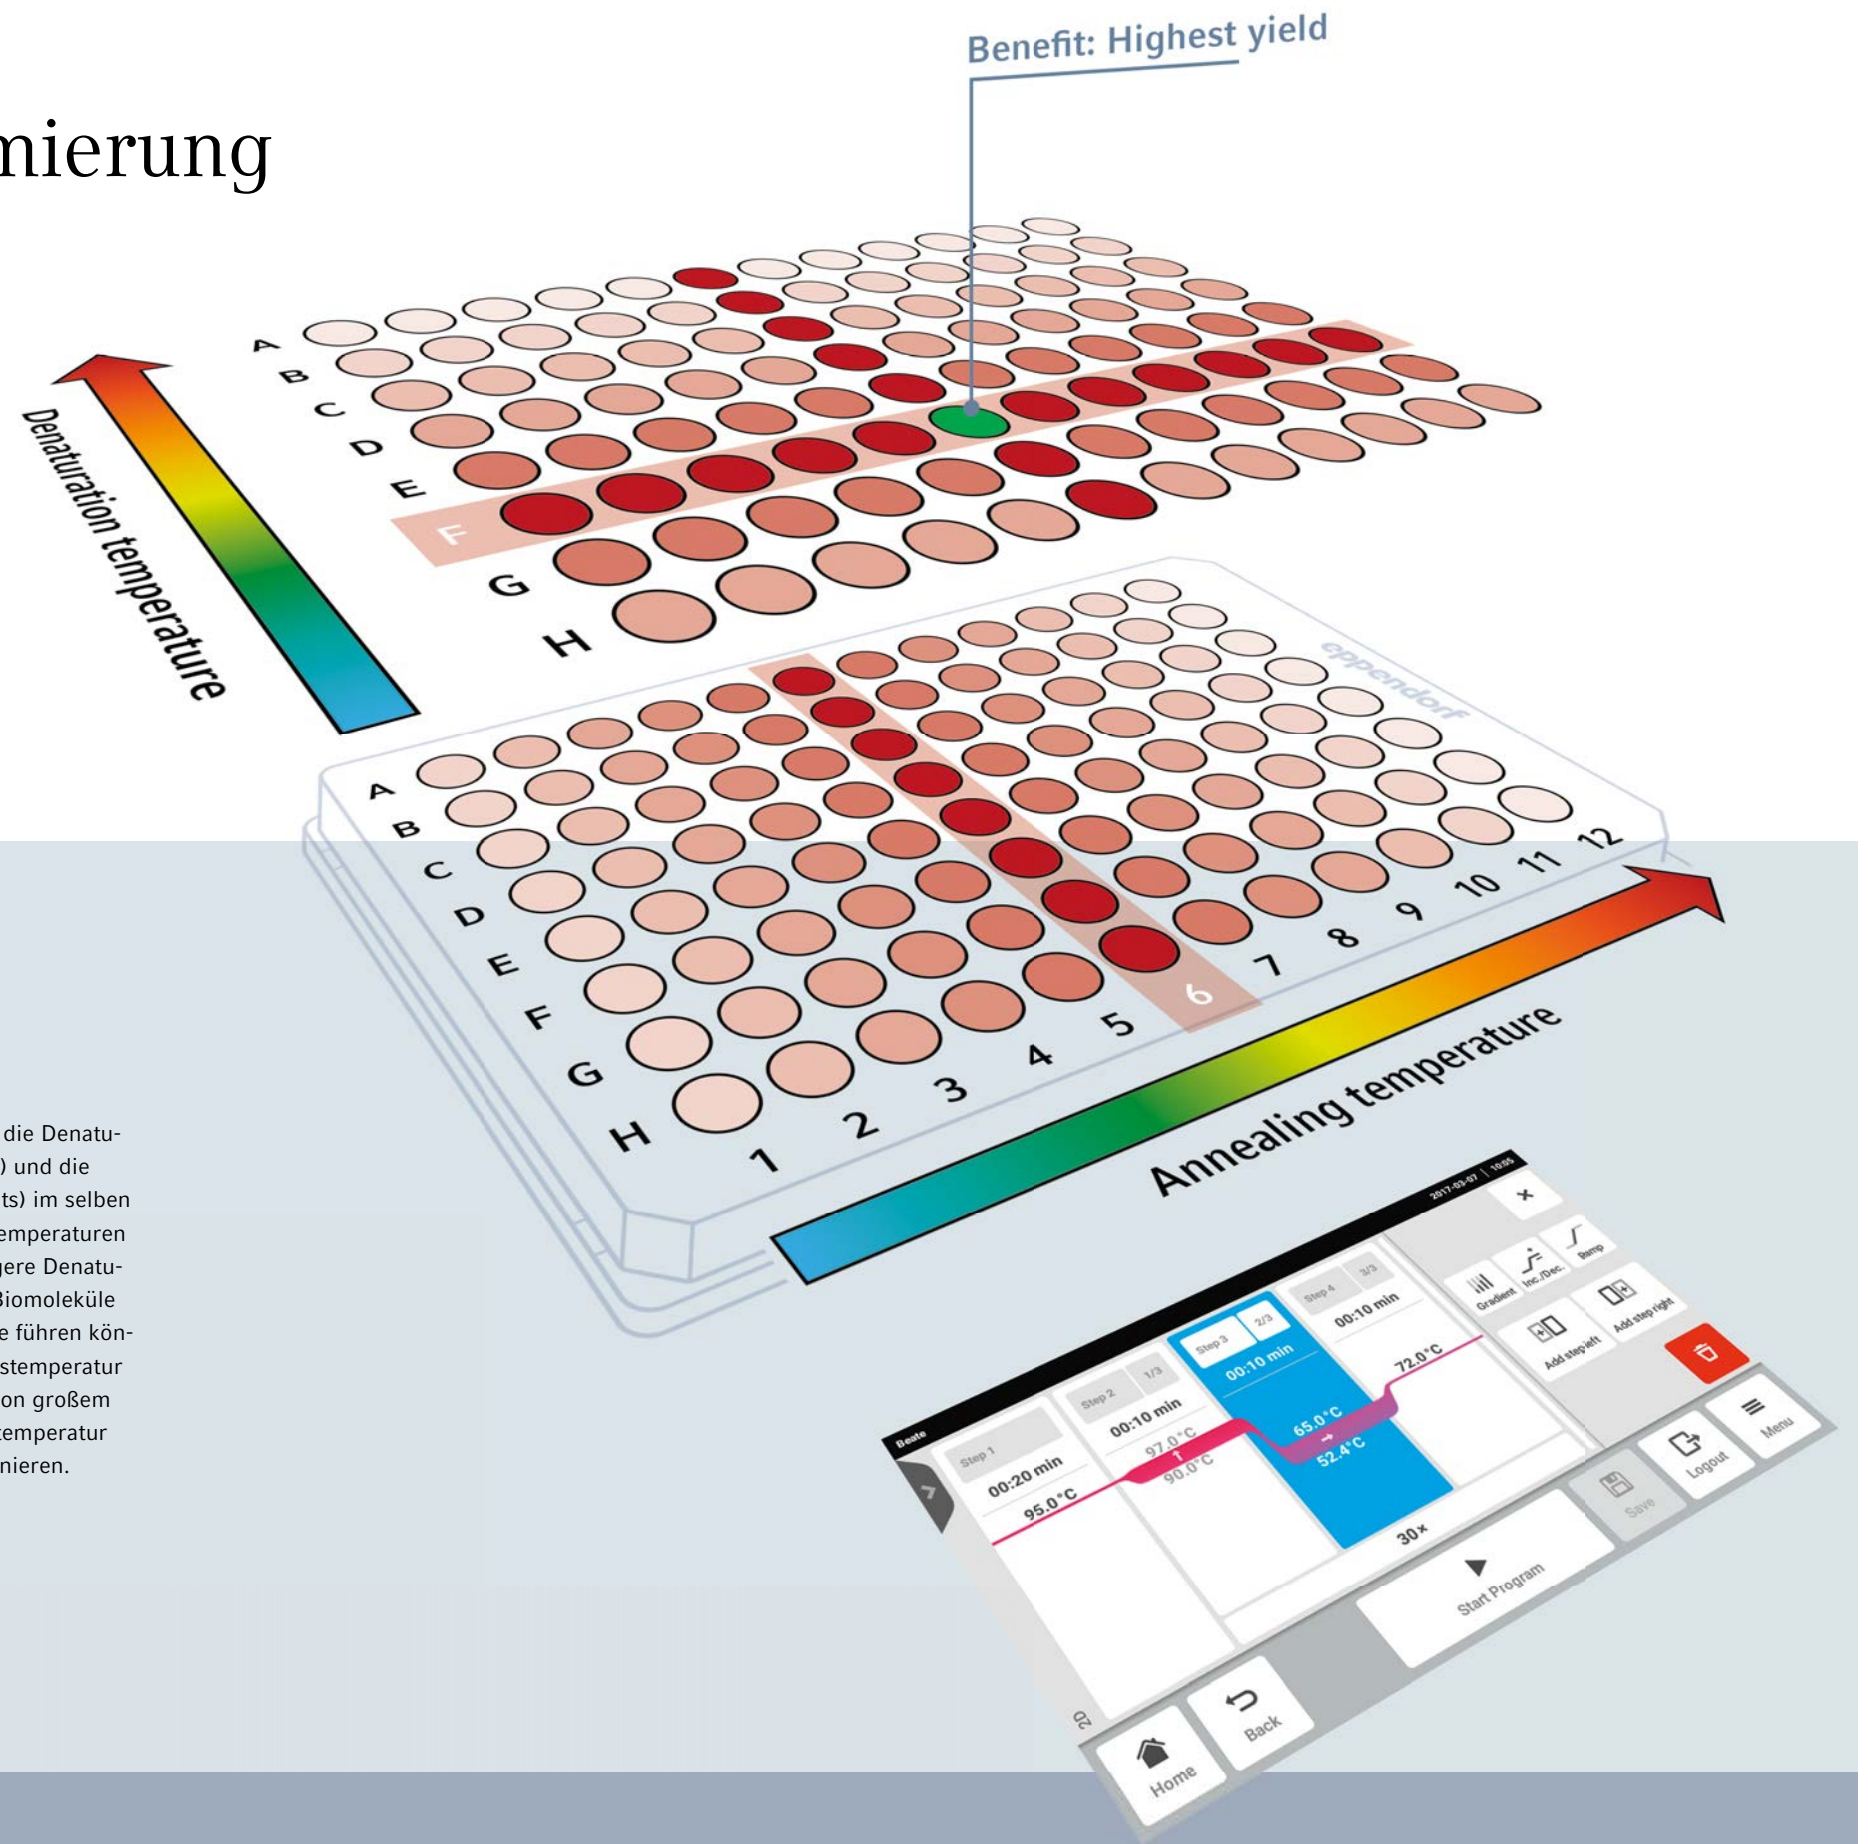 Benefit: Highest yield
mierung
A
B
C
D
E
F
G
H
Denaturation temperature
eppendorf
A
B
C
D
E
F
G
H
1
2
3
4
5
6
7
8
9
10
11
12
Annealing temperature
die Denatu-
) und die
ts) im selben
emperaturen
gere Denatu-
Biomoleküle
e führen kön-
stemperatur
on großem
temperatur
nieren.
Beate
2017-03-07 | 10:05
Step 1
00:20 min
95.0°C
Step 2 1/3
00:10 min
97.0°C
90.0°C
Step 3 2/3
00:10 min
65.0°C
52.4°C
Step 4 3/3
00:10 min
72.0°C
30×
Gradient
Inc./Dec.
Ramp
Add step left
Add step right
2D
Home
Back
Start Program
Save
Logout
Menu